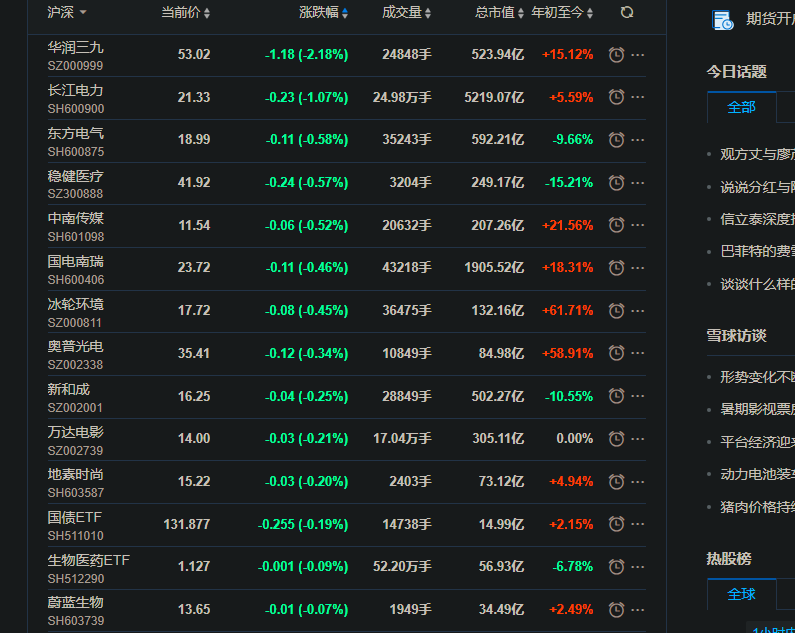 沪深 当前价 涨跌幅 成交量 总市值 年初至今
华润三九 53.02 -1.18 (-2.18%) 24848手 523.94亿 +15.12%
SZ000999
长江电力 21.33 -0.23 (-1.07%) 24.98万手 5219.07亿 +5.59%
SH600900
东方电气 18.99 -0.11 (-0.58%) 35243手 592.21亿 -9.66%
SH600875
稳健医疗 41.92 -0.24 (-0.57%) 3204手 249.17亿 -15.21%
SZ300888
中南传媒 11.54 -0.06 (-0.52%) 20632手 207.26亿 +21.56%
SH601098
国电南瑞 23.72 -0.11 (-0.46%) 43218手 1905.52亿 +18.31%
SH600406
冰轮环境 17.72 -0.08 (-0.45%) 36475手 132.16亿 +61.71%
SZ000811
奥普光电 35.41 -0.12 (-0.34%) 10849手 84.98亿 +58.91%
SZ002338
新和成 16.25 -0.04 (-0.25%) 28849手 502.27亿 -10.55%
SZ002001
万达电影 14.00 -0.03 (-0.21%) 17.04万手 305.11亿 0.00%
SZ002739
地素时尚 15.22 -0.03 (-0.20%) 2403手 73.12亿 +4.94%
SH603587
国债ETF 131.877 -0.255 (-0.19%) 14738手 14.99亿 +2.15%
SH511010
生物医药ETF 1.127 -0.001 (-0.09%) 52.20万手 56.93亿 -6.78%
SH512290
蔚蓝生物 13.65 -0.01 (-0.07%) 1949手 34.49亿 +2.49%
SH603739
期货开
今日话题
全部
观方丈与廖
说说分红与
信立泰深度
巴菲特的费
谈谈什么样的
雪球访谈
形势变化不
暑期影视票
平台经济迎
动力电池装
猪肉价格持
热股榜
全球
1小时